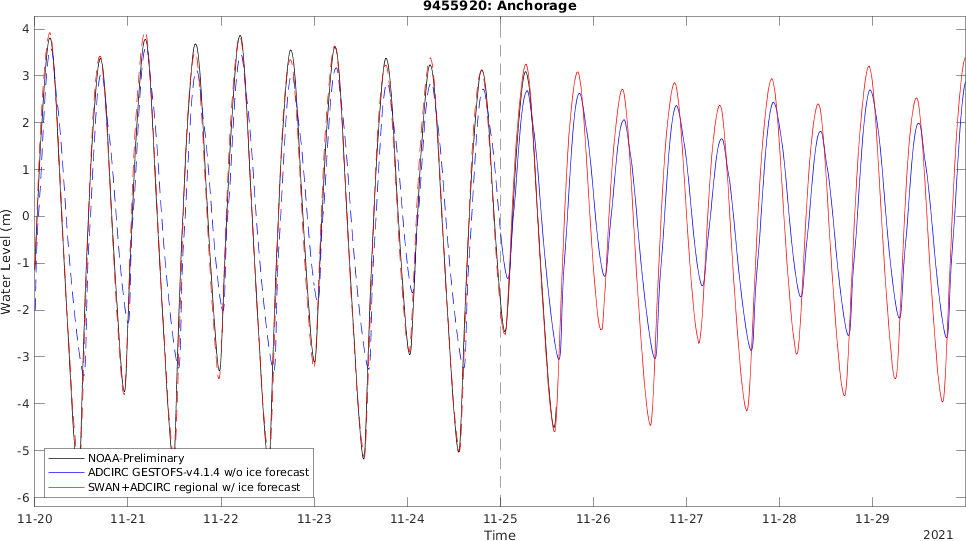 9455920: Anchorage
4
3
2
1
0
-1
-2
-3
-4
-5
-6
Water Level (m)
NOAA-Preliminary
ADCIRC GESTOFS-v4.1.4 w/o ice forecast
SWAN+ADCIRC regional w/ ice forecast
11-20 11-21 11-22 11-23 11-24 11-25 11-26 11-27 11-28 11-29
Time
2021